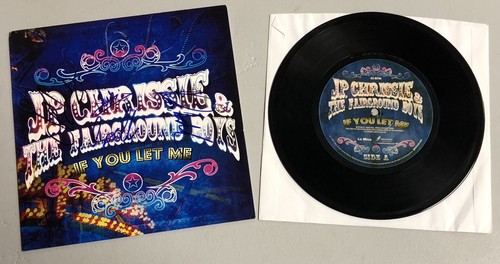 JP CHRISSIE &
THE FAIRGROUND BOYS
IF YOU LET ME
JP CHRISSIE &
THE FAIRGROUND BOYS
IF YOU LET ME
SIDE A